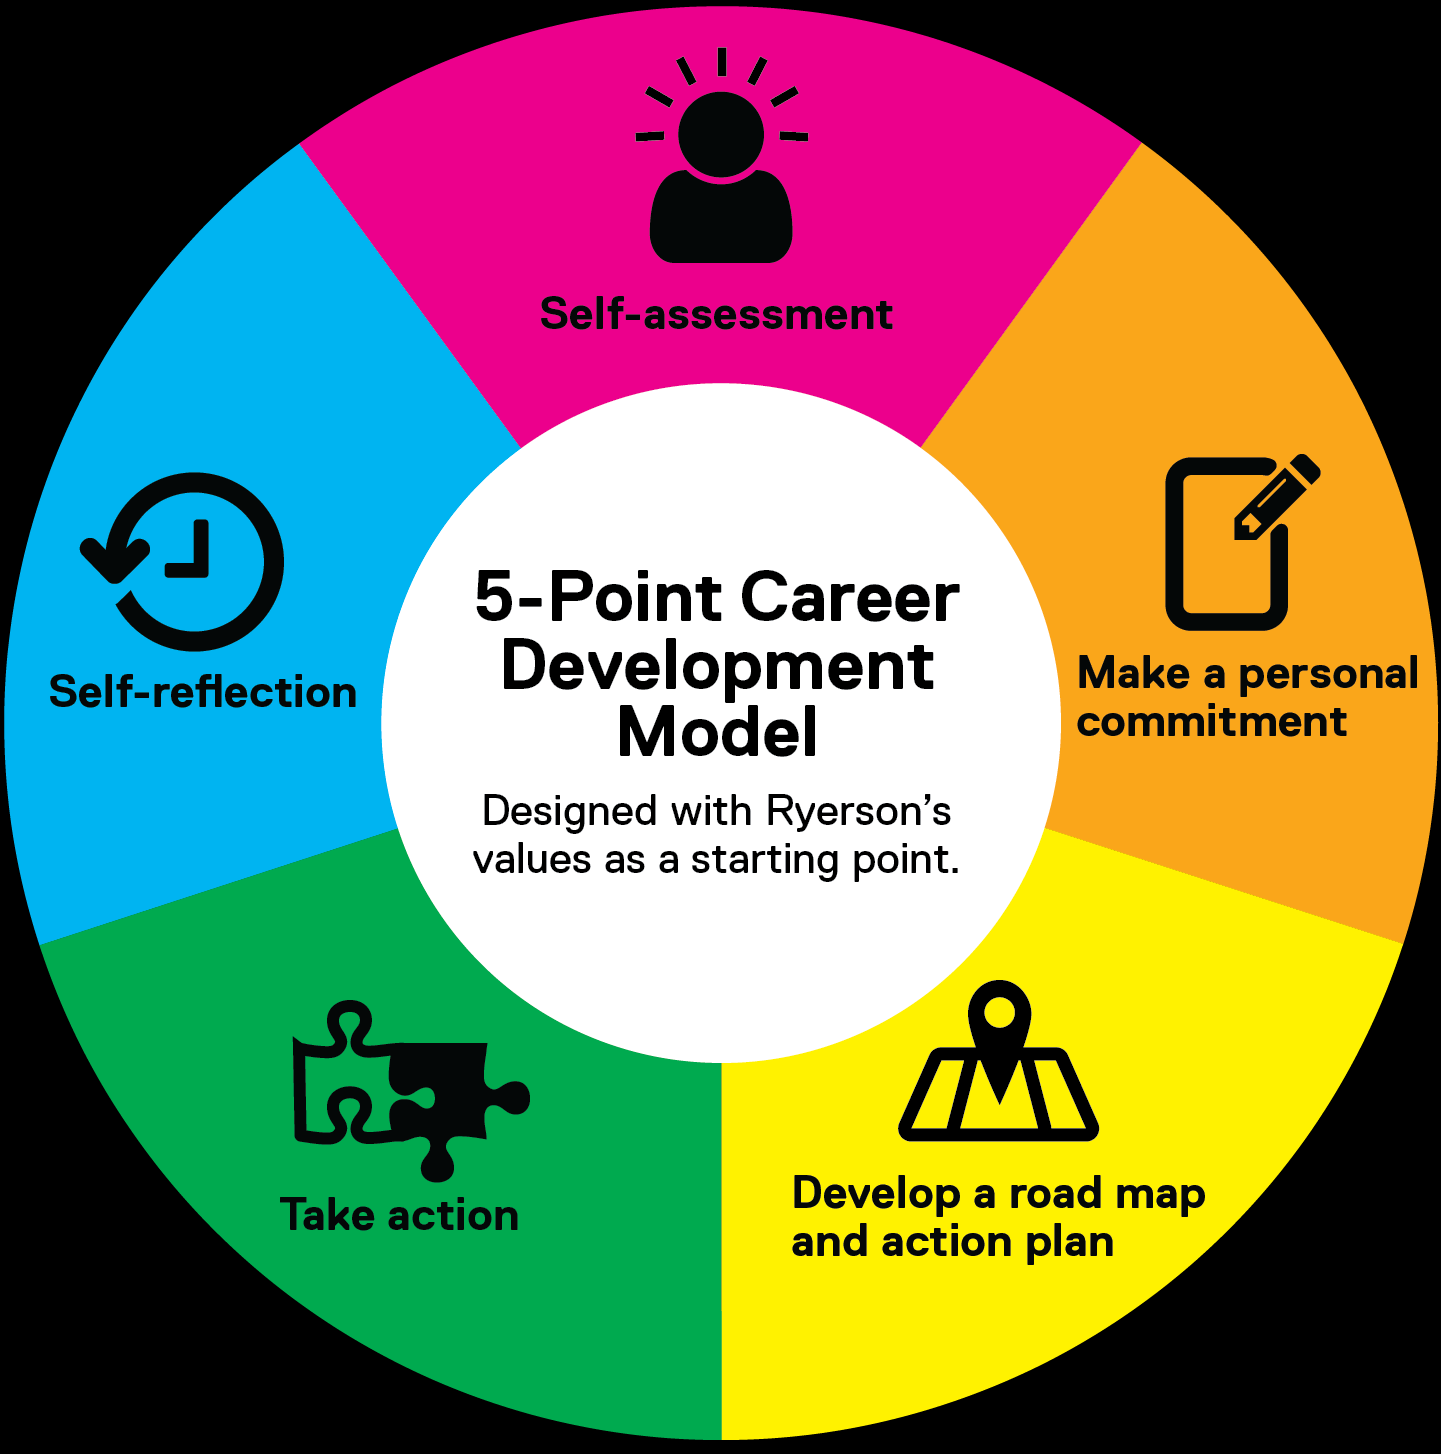 Self-assessment
Make a personal
commitment
Develop a road map
and action plan
Take action
Self-reflection
5-Point Career
Development
Model
Designed with Ryerson’s
values as a starting point.